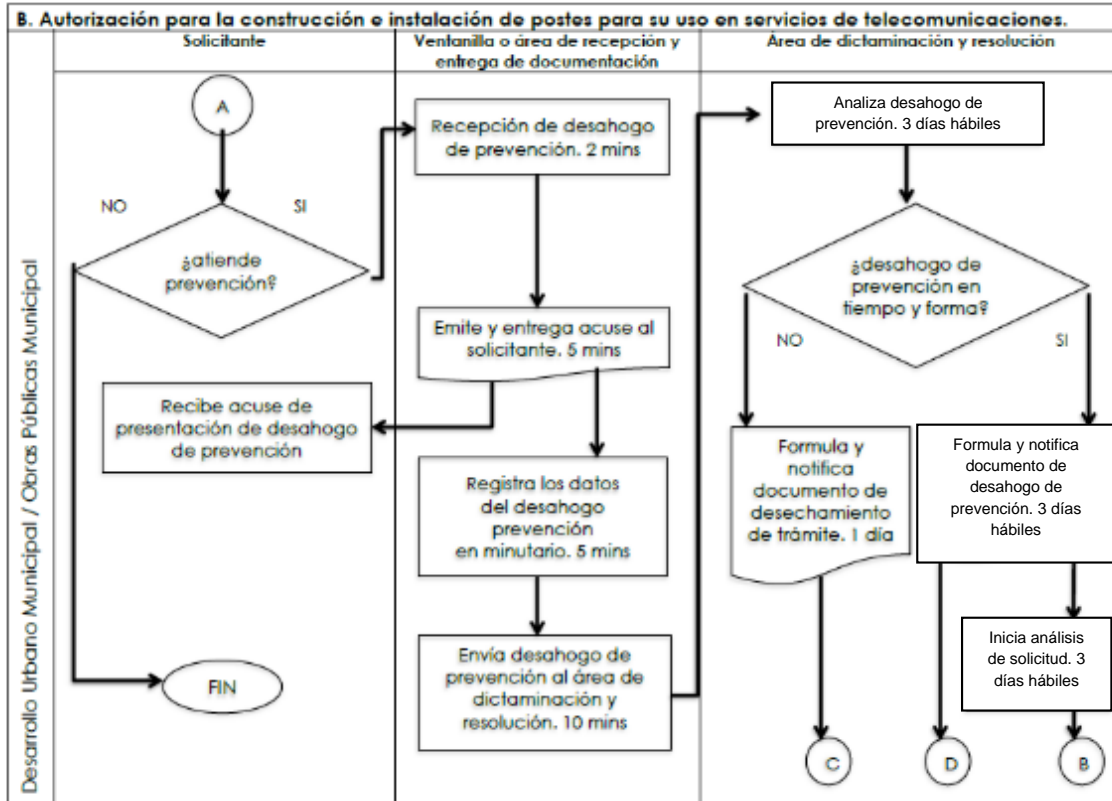 B. Autorización para la construcción e instalación de postes para su uso en servicios de telecomunicaciones.
Solicitante
Ventanilla o área de recepción y
entrega de documentación
Área de dictaminación y resolución
Desarrollo Urbano Municipal / Obras Públicas Municipal
A
NO
SI
¿atiende
prevención?
Recibe acuse de
presentación de desahogo
de prevención
FIN
Recepción de desahogo
de prevención. 2 mins
Emite y entrega acuse al
solicitante. 5 mins
Registra los datos
del desahogo
prevención
en minutario. 5 mins
Envía desahogo de
prevención al área de
dictaminación y
resolución. 10 mins
Analiza desahogo de
prevención. 3 días hábiles
¿desahogo de
prevención en
tiempo y forma?
NO
SI
Formula y
notifica
documento de
desechamiento
de trámite. 1 día
Formula y notifica
documento de
desahogo de
prevención. 3 días
hábiles
Inicia análisis
de solicitud. 3
días hábiles
C
D
B